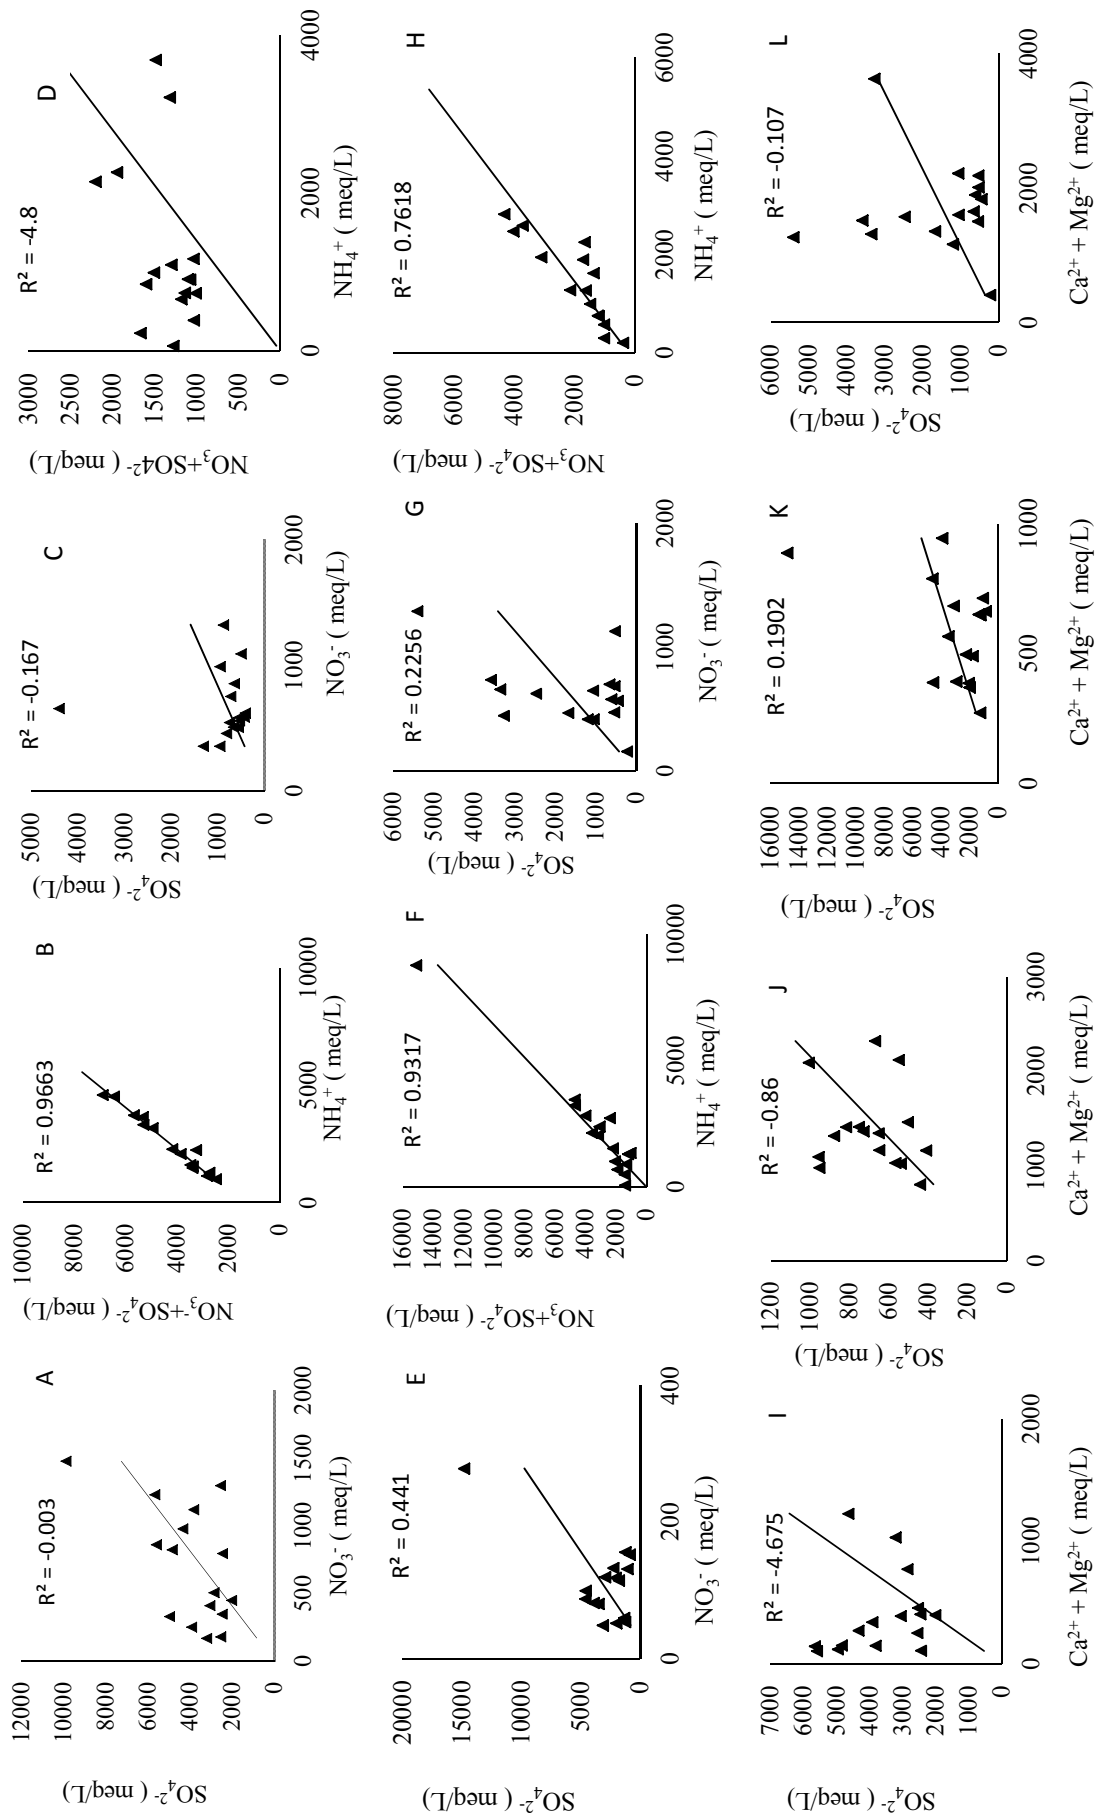 A
R² = -0.003
SO₄²⁻ ( meq/L)
12000
10000
8000
6000
4000
2000
0
0 500 1000 1500 2000
NO₃⁻ ( meq/L)
B
R² = 0.9663
NO₃⁻+SO₄²⁻ ( meq/L)
10000
8000
6000
4000
2000
0
0 5000 10000
NH₄⁺ ( meq/L)
C
R² = -0.167
SO₄²⁻ ( meq/L)
5000
4000
3000
2000
1000
0
0 1000 2000
NO₃⁻ ( meq/L)
D
R² = -4.8
NO₃+SO4²⁻ ( meq/L)
3000
2500
2000
1500
1000
500
0
0 2000 4000
NH₄⁺ ( meq/L)
E
R² = 0.441
SO₄²⁻ ( meq/L)
20000
15000
10000
5000
0
0 200 400
NO₃⁻ ( meq/L)
F
R² = 0.9317
NO₃+SO₄²⁻ ( meq/L)
16000
14000
12000
10000
8000
6000
4000
2000
0
0 5000 10000
NH₄⁺ ( meq/L)
G
R² = 0.2256
SO₄²⁻ ( meq/L)
6000
5000
4000
3000
2000
1000
0
0 1000 2000
NO₃⁻ ( meq/L)
H
R² = 0.7618
NO₃+SO₄²⁻ ( meq/L)
8000
6000
4000
2000
0
0 2000 4000 6000
NH₄⁺ ( meq/L)
I
R² = -4.675
SO₄²⁻ ( meq/L)
7000
6000
5000
4000
3000
2000
1000
0
0 1000 2000
Ca²⁺ + Mg²⁺ ( meq/L)
J
R² = -0.86
SO₄²⁻ ( meq/L)
1200
1000
800
600
400
200
0
0 1000 2000 3000
Ca²⁺ + Mg²⁺ ( meq/L)
K
R² = 0.1902
SO₄²⁻ ( meq/L)
16000
14000
12000
10000
8000
6000
4000
2000
0
0 500 1000
Ca²⁺ + Mg²⁺ ( meq/L)
L
R² = -0.107
SO₄²⁻ ( meq/L)
6000
5000
4000
3000
2000
1000
0
0 2000 4000
Ca²⁺ + Mg²⁺ ( meq/L)